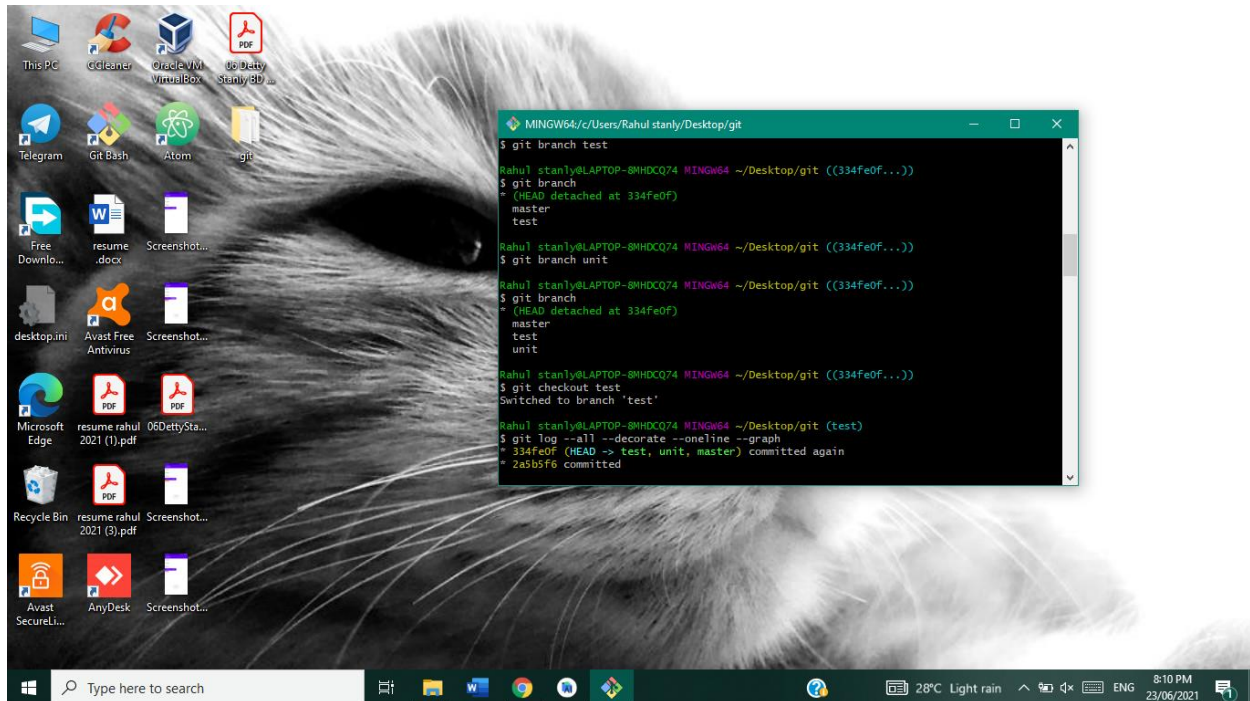 This PC
CCleaner
Oracle VM
VirtualBox
PDF
Stanly BD ...
Telegram
Git Bash
Atom
git
Free
Downlo...
resume
.docx
Screenshot...
desktop.ini
Avast Free
Antivirus
Screenshot...
Microsoft
Edge
PDF
resume rahul
2021 (1).pdf
PDF
06DettySta...
Recycle Bin
PDF
resume rahul
2021 (3).pdf
Screenshot...
Avast
SecureLi...
AnyDesk
Screenshot...
MINGW64:/c/Users/Rahul stanly/Desktop/git
$ git branch test
Rahul stanly@LAPTOP-8MHDCQ74 MINGW64 ~/Desktop/git ((334fe0f...))
$ git branch
* (HEAD detached at 334fe0f)
master
test
Rahul stanly@LAPTOP-8MHDCQ74 MINGW64 ~/Desktop/git ((334fe0f...))
$ git branch unit
Rahul stanly@LAPTOP-8MHDCQ74 MINGW64 ~/Desktop/git ((334fe0f...))
$ git branch
* (HEAD detached at 334fe0f)
master
test
unit
Rahul stanly@LAPTOP-8MHDCQ74 MINGW64 ~/Desktop/git ((334fe0f...))
$ git checkout test
Switched to branch 'test'
Rahul stanly@LAPTOP-8MHDCQ74 MINGW64 ~/Desktop/git (test)
$ git log --all --decorate --oneline --graph
* 334fe0f (HEAD -> test, unit, master) committed again
* 2a5b5f6 committed
Type here to search
28°C Light rain
ENG
8:10 PM
23/06/2021
1